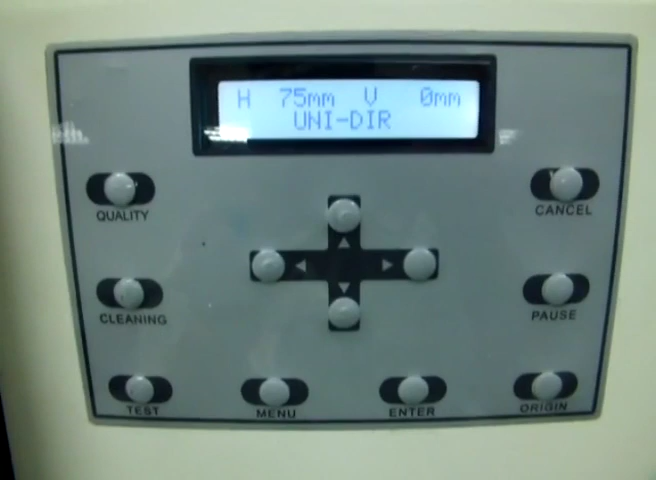 H 75mm V 0mm
UNI-DIR
QUALITY
CANCEL
CLEANING
PAUSE
TEST
MENU
ENTER
ORIGIN